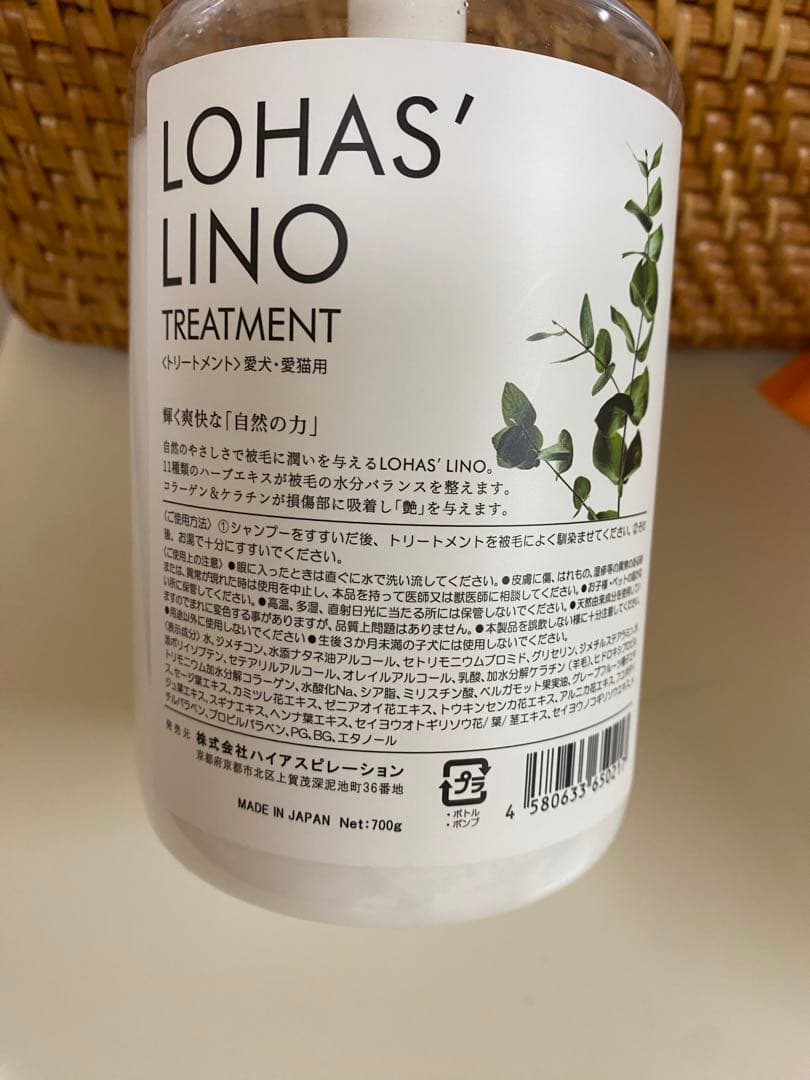 LOHAS’
LINO
TREATMENT
〈トリートメント〉愛犬・愛猫用
輝く爽快な「自然の力」
自然のやさしさで被毛に潤いを与えるLOHAS’ LINO。
11種類のハーブエキスが被毛の水分バランスを整えます。
コラーゲン&ケラチンが損傷部に吸着し「艶」を与えます。
〈ご使用方法〉①シャンプーをすすいだ後、トリートメントを被毛によく馴染ませてください。②その
後、お湯で十分にすすいでください。
〈ご使用上の注意〉●眼に入ったときは直ぐに水で洗い流してください。●皮膚に傷、はれもの、湿疹等の異常のある時
または、異常が現れた時は使用を中止し、本品を持って医師又は獣医師に相談してください。●お子様・ペットの
い所に保管してください。●高温、多湿、直射日光に当たる所には保管しないでください。●天然由来成分を使用してい
ますのでまれに変色する事がありますが、品質上問題はありません。●本製品を誤飲しない様に十分注意してください。
●用途以外に使用しないでください●生後3か月未満の子犬には使用しないでください。
〈表示成分〉水、ジメチコン、水添ナタネ油アルコール、セトリモニウムブロミド、グリセリン、ジメチルステアラミン、水
添ポリイソブテン、セテアリルアルコール、オレイルアルコール、乳酸、加水分解ケラチン(羊毛)、ヒドロキシプロピル
トリモニウム加水分解コラーゲン、水酸化Na、シア脂、ミリスチン酸、ベルガモット果実油、グレープフルーツ種子
ス、セージ葉エキス、カミツレ花エキス、ゼニアオイ花エキス、トウキンセンカ花エキス、アルニカ花エキス、
ジュ葉エキス、スギナエキス、ヘンナ葉エキス、セイヨウオトギリソウ花/葉/茎エキス、セイヨウノコギリソウエキス、メ
チルパラベン、プロピルパラベン、PG、BG、エタノール
発売元 株式会社ハイアスピレーション
京都府京都市北区上賀茂深泥池町36番地
MADE IN JAPAN Net:700g
プラ
・ボトル
・ポンプ
4 580633 65021